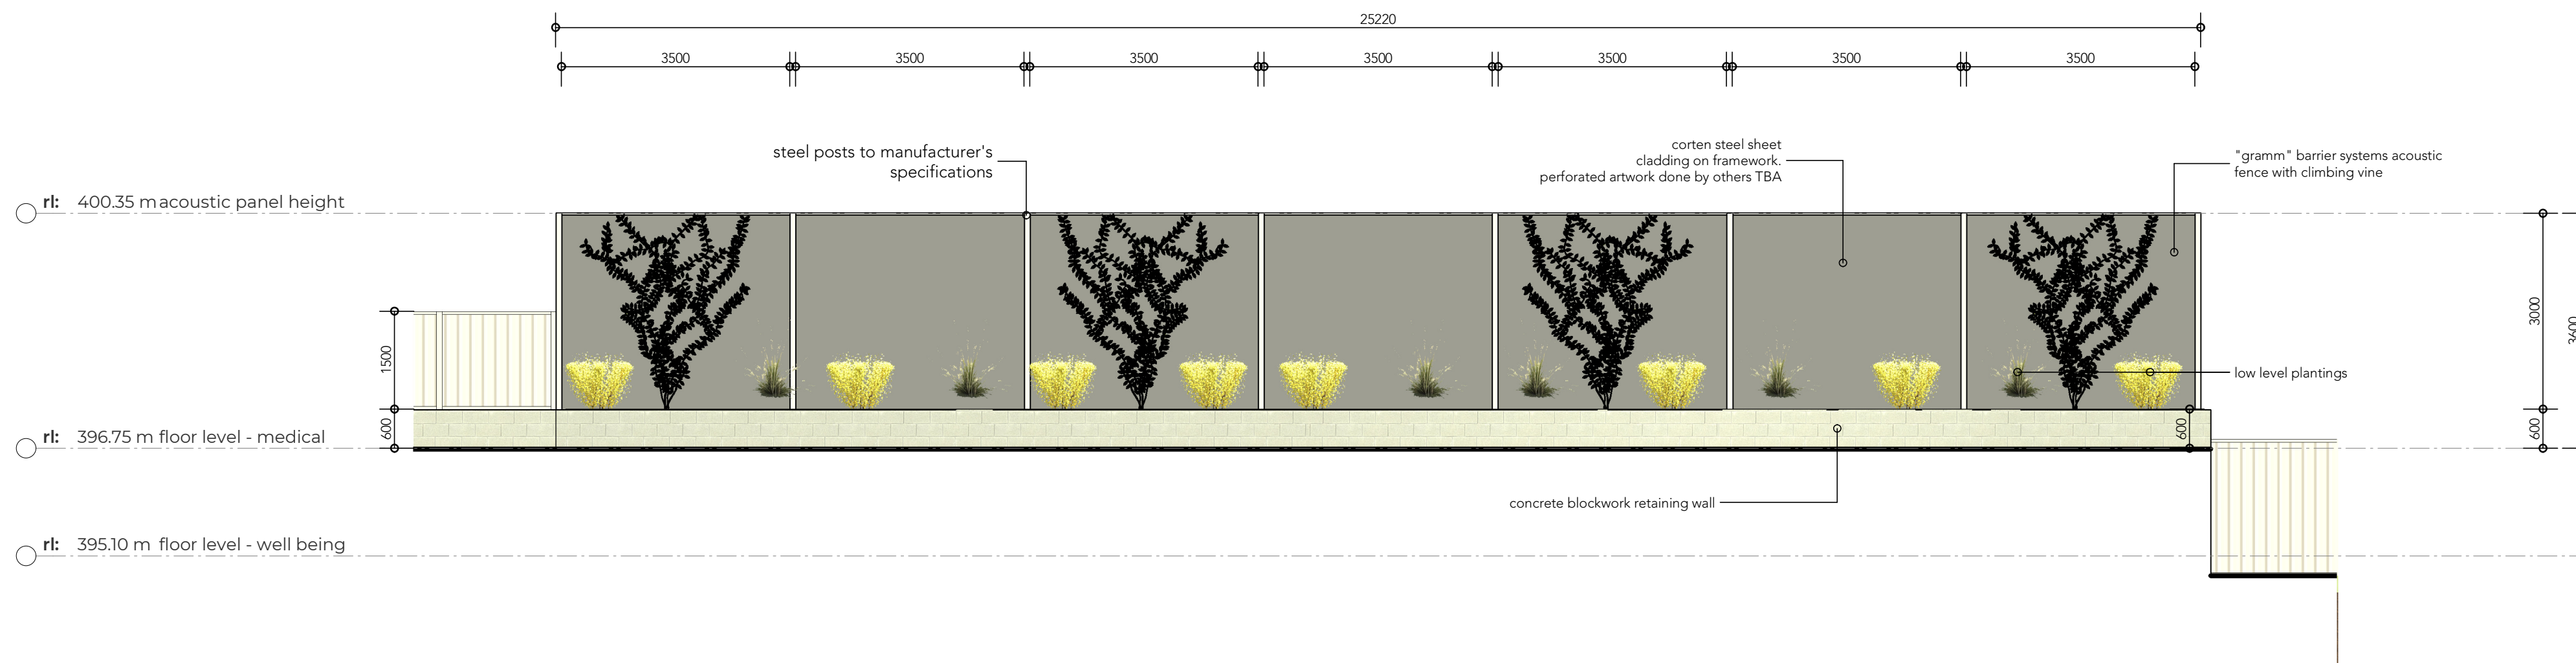 25220
3500
3500
3500
3500
3500
3500
3500
steel posts to manufacturer's
specifications
corten steel sheet
cladding on framework.
perforated artwork done by others TBA
"gramm" barrier systems acoustic
fence with climbing vine
rl: 400.35 m acoustic panel height
1500
3000
3600
low level plantings
600
600
600
rl: 396.75 m floor level - medical
concrete blockwork retaining wall
rl: 395.10 m floor level - well being